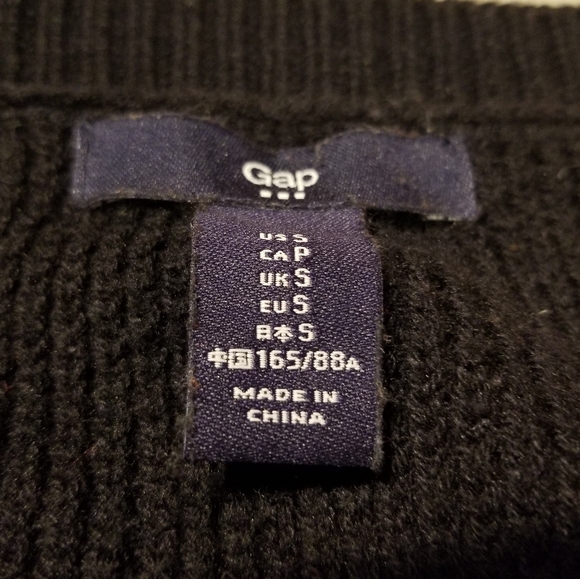 Gap
US S
CA P
UK S
EU S
日本 S
中国 165/88A
MADE IN
CHINA